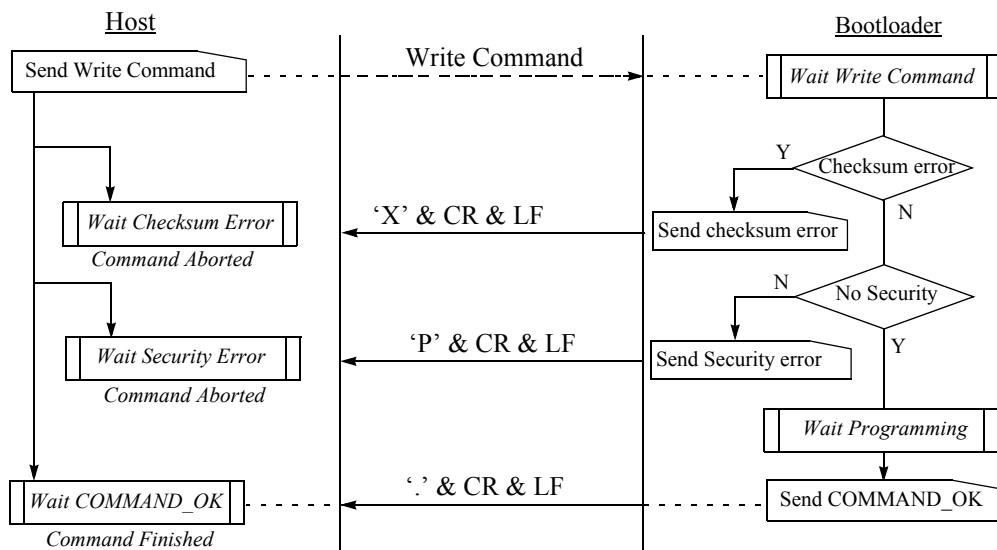 Host
Bootloader
Send Write Command
Write Command
Wait Write Command
Y
Checksum error
N
Wait Checksum Error
‘X’ & CR & LF
Send checksum error
Command Aborted
N
No Security
Wait Security Error
‘P’ & CR & LF
Send Security error
Y
Command Aborted
Wait Programming
Wait COMMAND_OK
‘.’ & CR & LF
Send COMMAND_OK
Command Finished